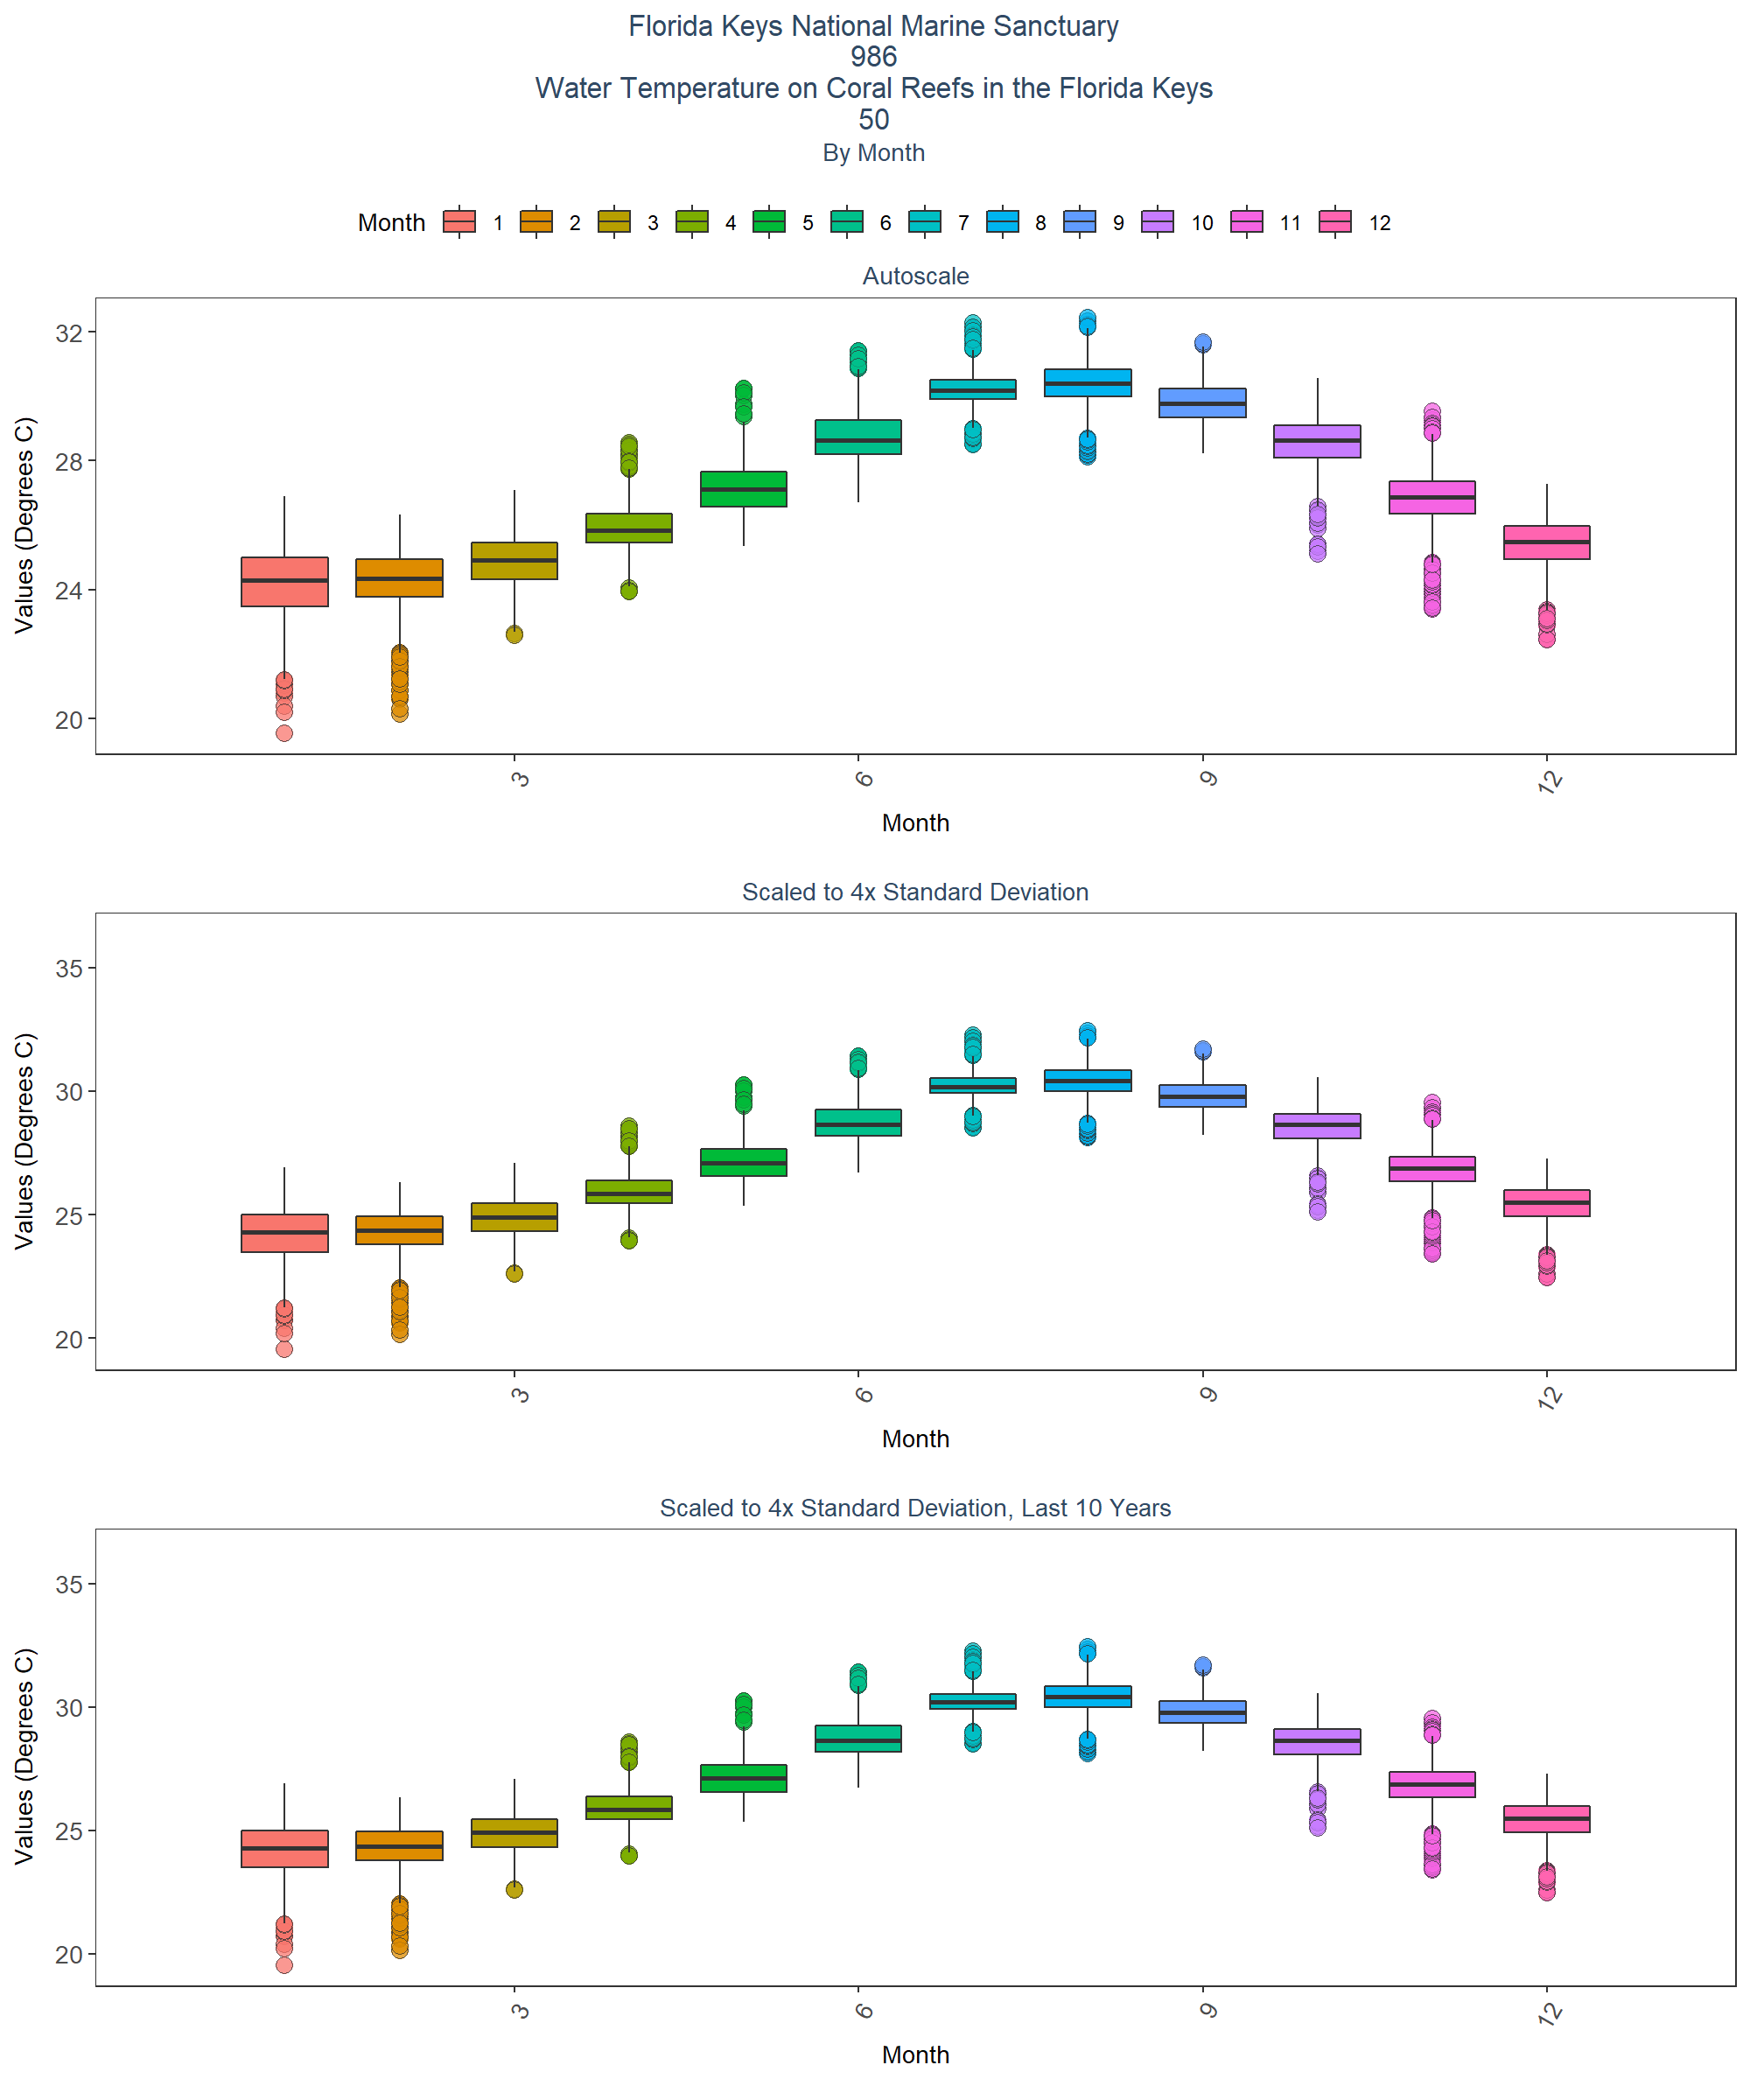 Florida Keys National Marine Sanctuary
986
Water Temperature on Coral Reefs in the Florida Keys
50
By Month
Month 1 2 3 4 5 6 7 8 9 10 11 12
Autoscale
Values (Degrees C)
32
28
24
20
3 6 9 12
Month
Scaled to 4x Standard Deviation
Values (Degrees C)
35
30
25
20
3 6 9 12
Month
Scaled to 4x Standard Deviation, Last 10 Years
Values (Degrees C)
35
30
25
20
3 6 9 12
Month